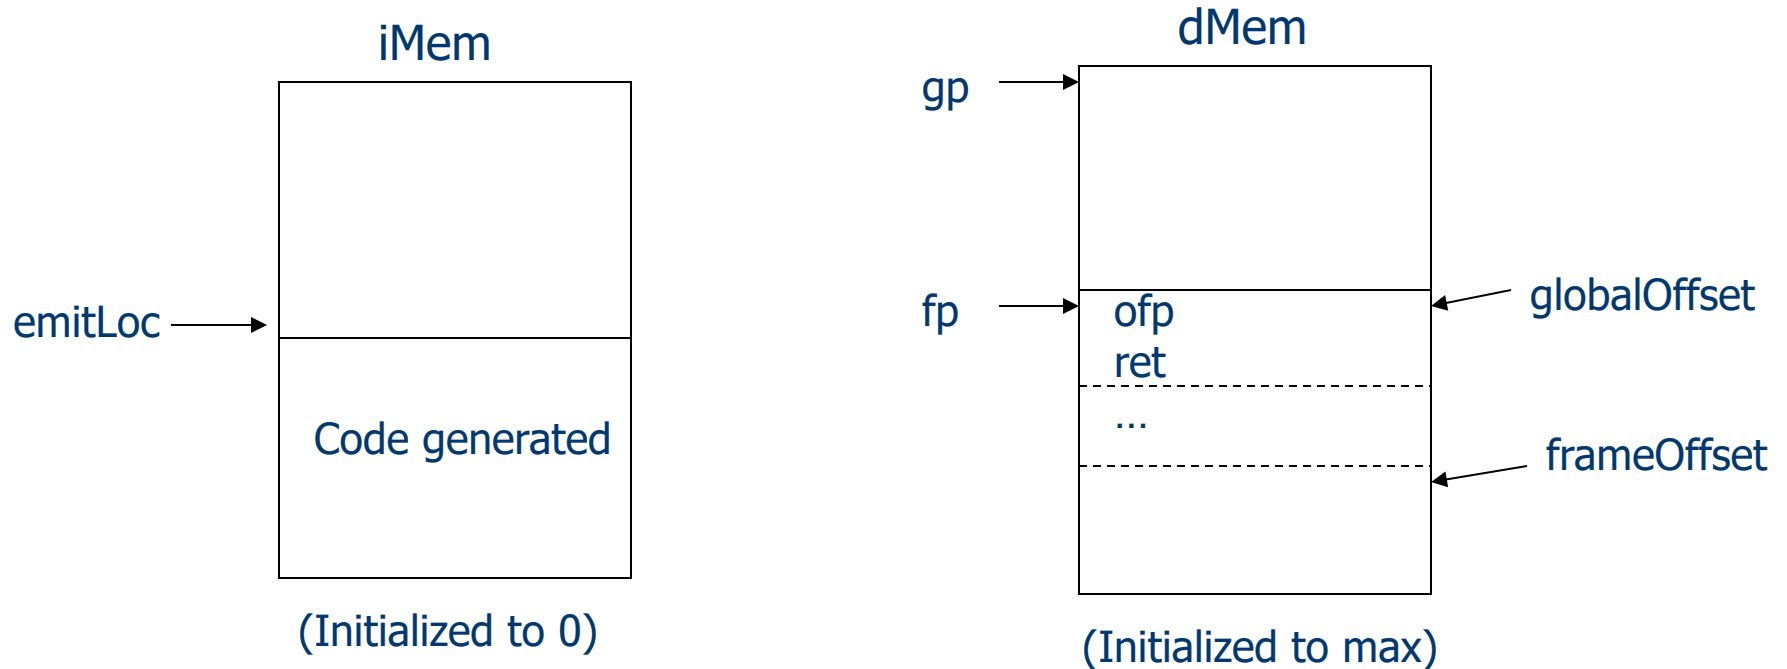 iMem
emitLoc
Code generated
(Initialized to 0)
dMem
gp
fp
ofp
ret
...
globalOffset
frameOffset
(Initialized to max)